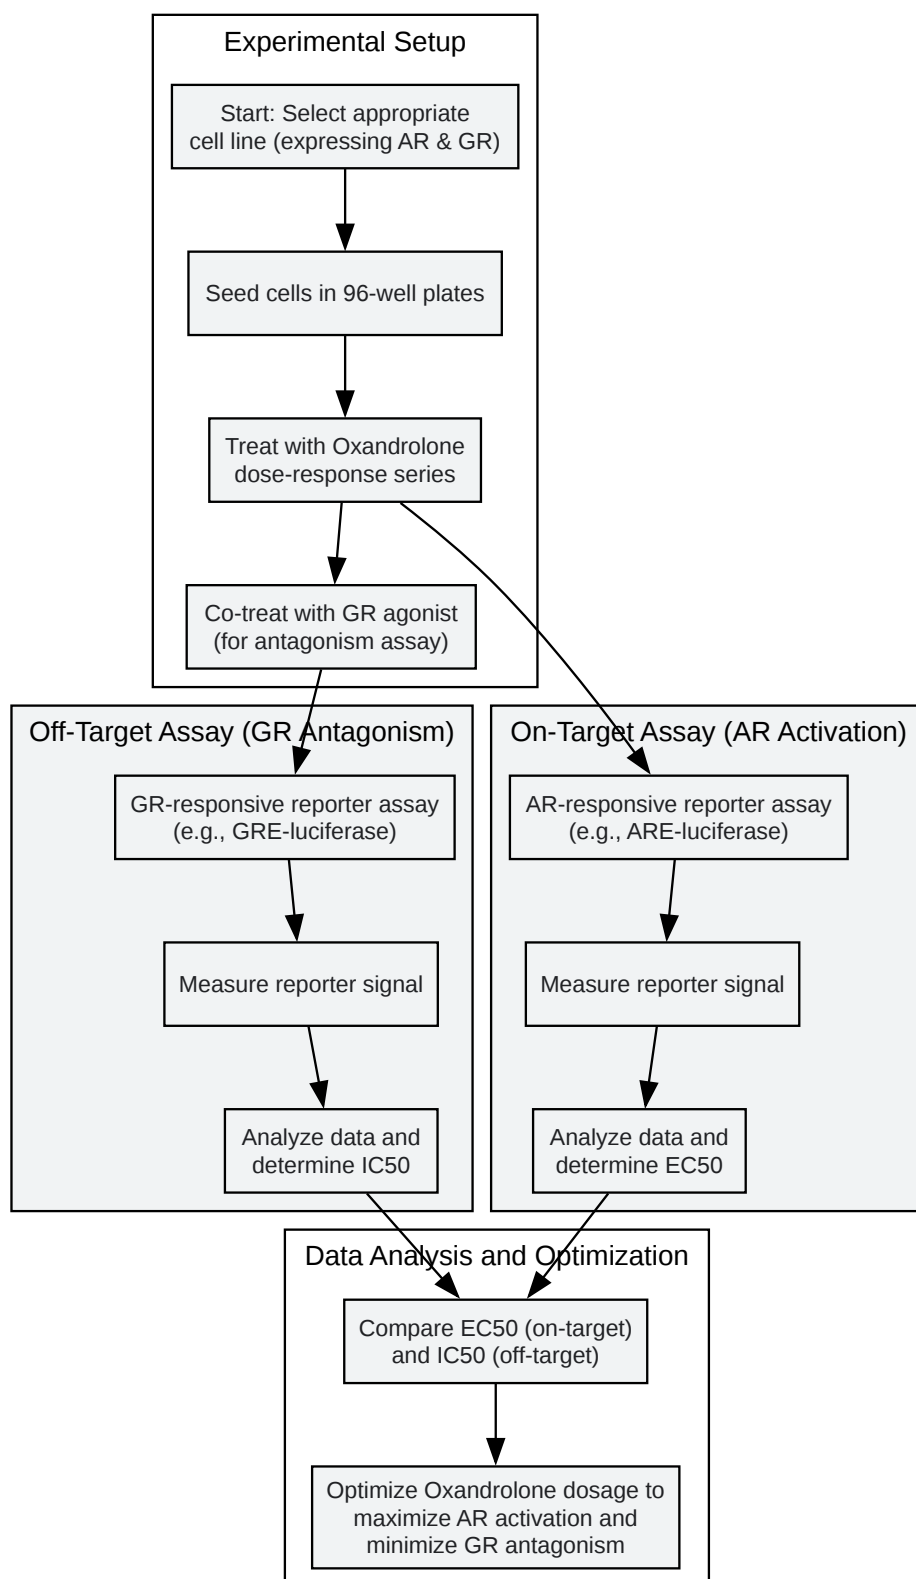 Experimental Setup
Start: Select appropriate
cell line (expressing AR & GR)
Seed cells in 96-well plates
Treat with Oxandrolone
dose-response series
Co-treat with GR agonist
(for antagonism assay)
Off-Target Assay (GR Antagonism)
GR-responsive reporter assay
(e.g., GRE-luciferase)
Measure reporter signal
Analyze data and
determine IC50
On-Target Assay (AR Activation)
AR-responsive reporter assay
(e.g., ARE-luciferase)
Measure reporter signal
Analyze data and
determine EC50
Data Analysis and Optimization
Compare EC50 (on-target)
and IC50 (off-target)
Optimize Oxandrolone dosage to
maximize AR activation and
minimize GR antagonism